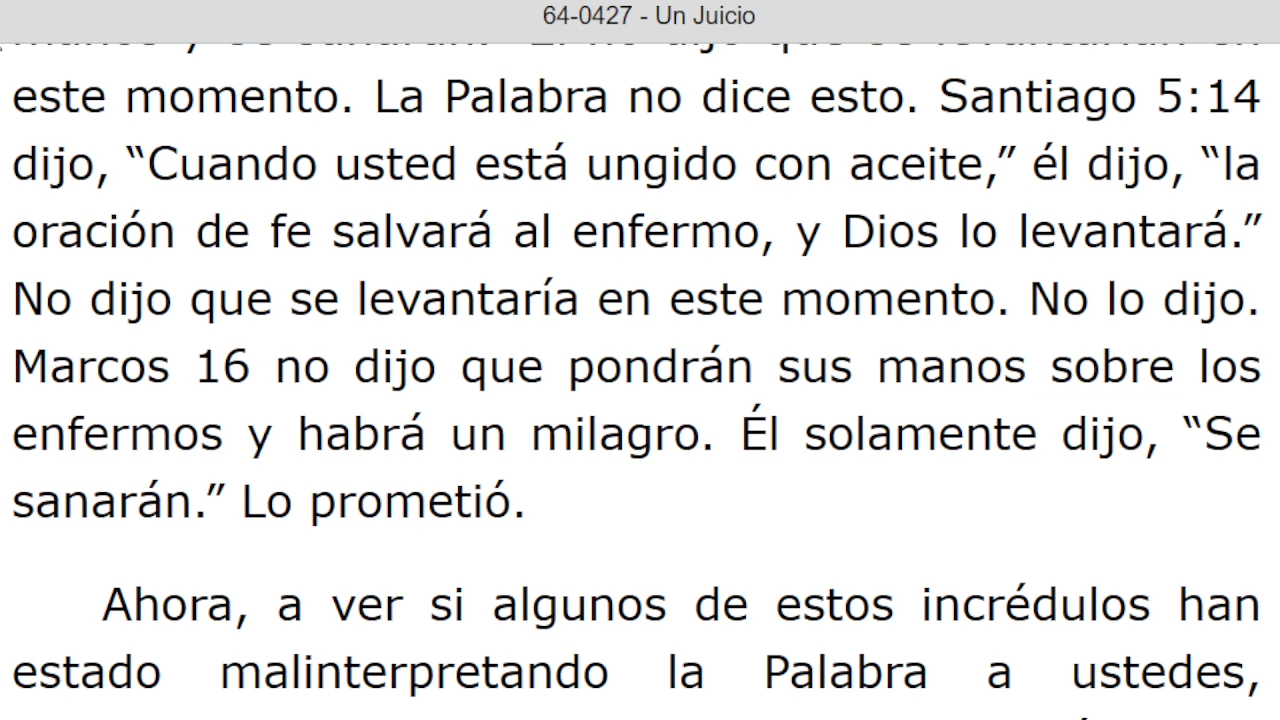 64-0427 - Un Juicio
este momento. La Palabra no dice esto. Santiago 5:14
dijo, “Cuando usted está ungido con aceite,” él dijo, “la
oración de fe salvará al enfermo, y Dios lo levantará.”
No dijo que se levantaría en este momento. No lo dijo.
Marcos 16 no dijo que pondrán sus manos sobre los
enfermos y habrá un milagro. Él solamente dijo, “Se
sanarán.” Lo prometió.
Ahora, a ver si algunos de estos incrédulos han
estado malinterpretando la Palabra a ustedes,